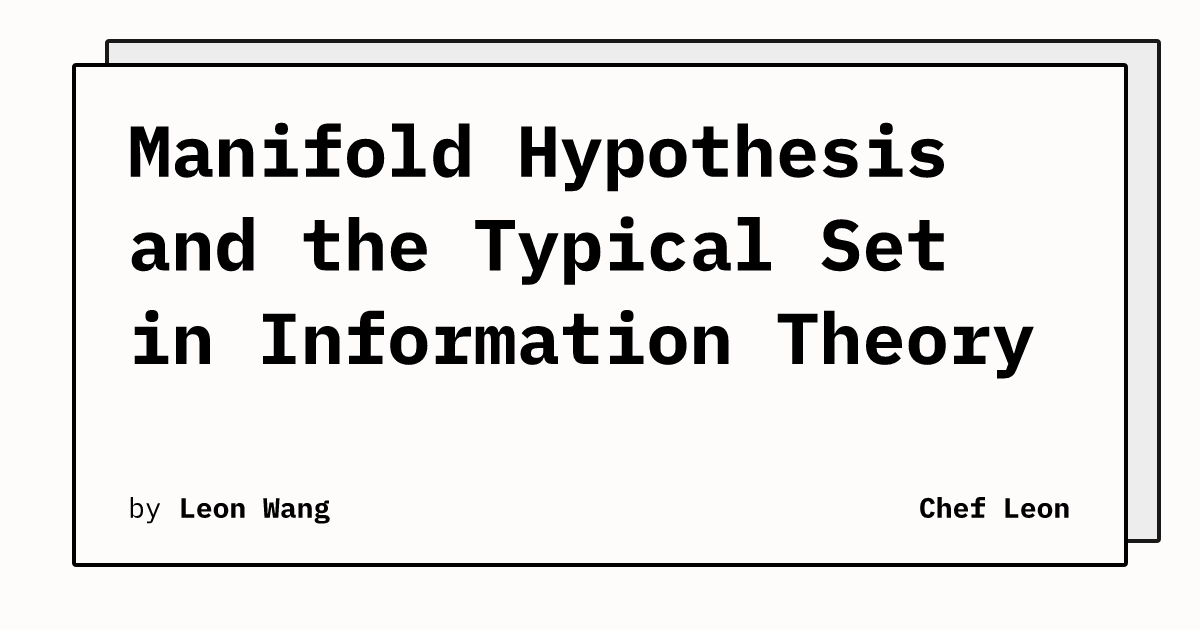 Manifold Hypothesis
and the Typical Set
in Information Theory
by Leon Wang
Chef Leon